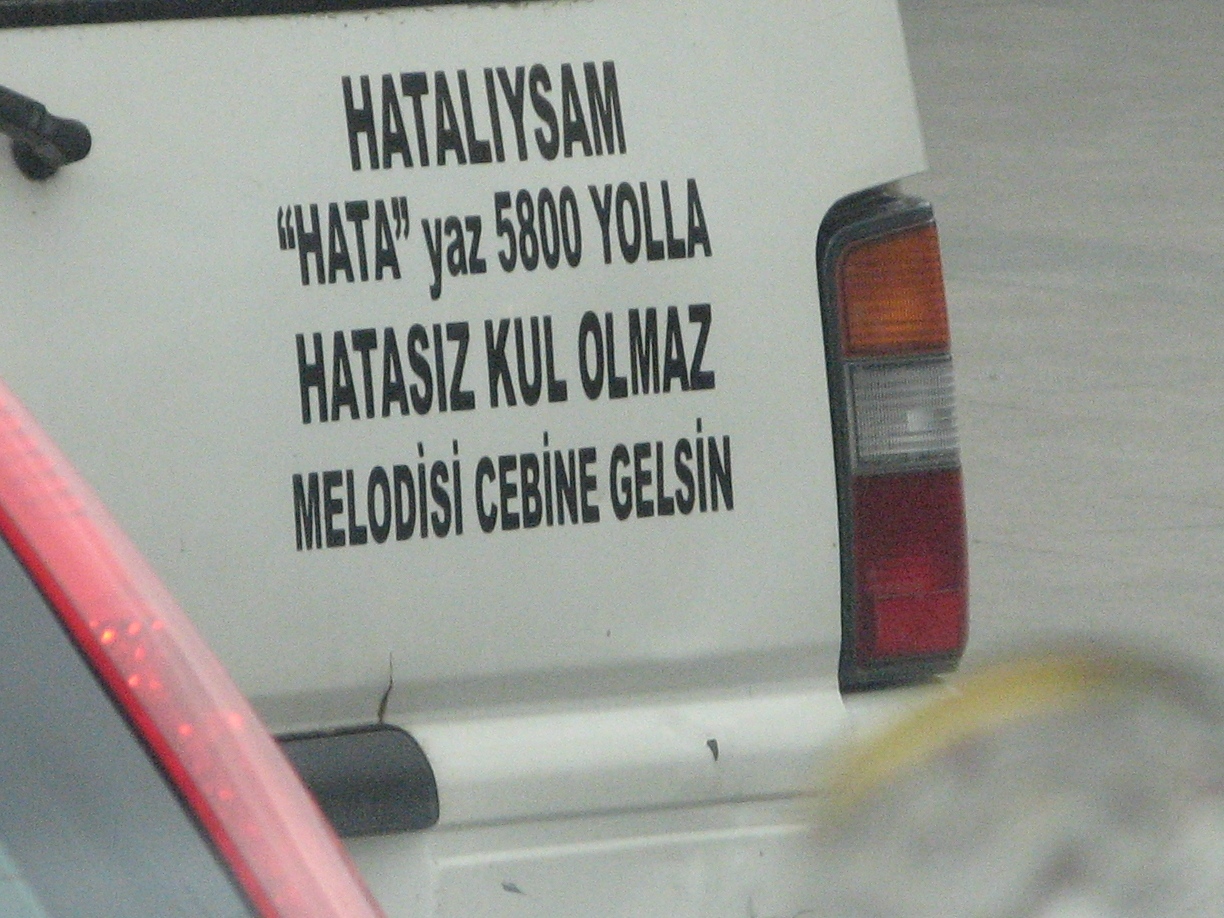 HATALIYSAM
“HATA” yaz 5800 YOLLA
HATASIZ KUL OLMAZ
MELODİSİ CEBİNE GELSİN